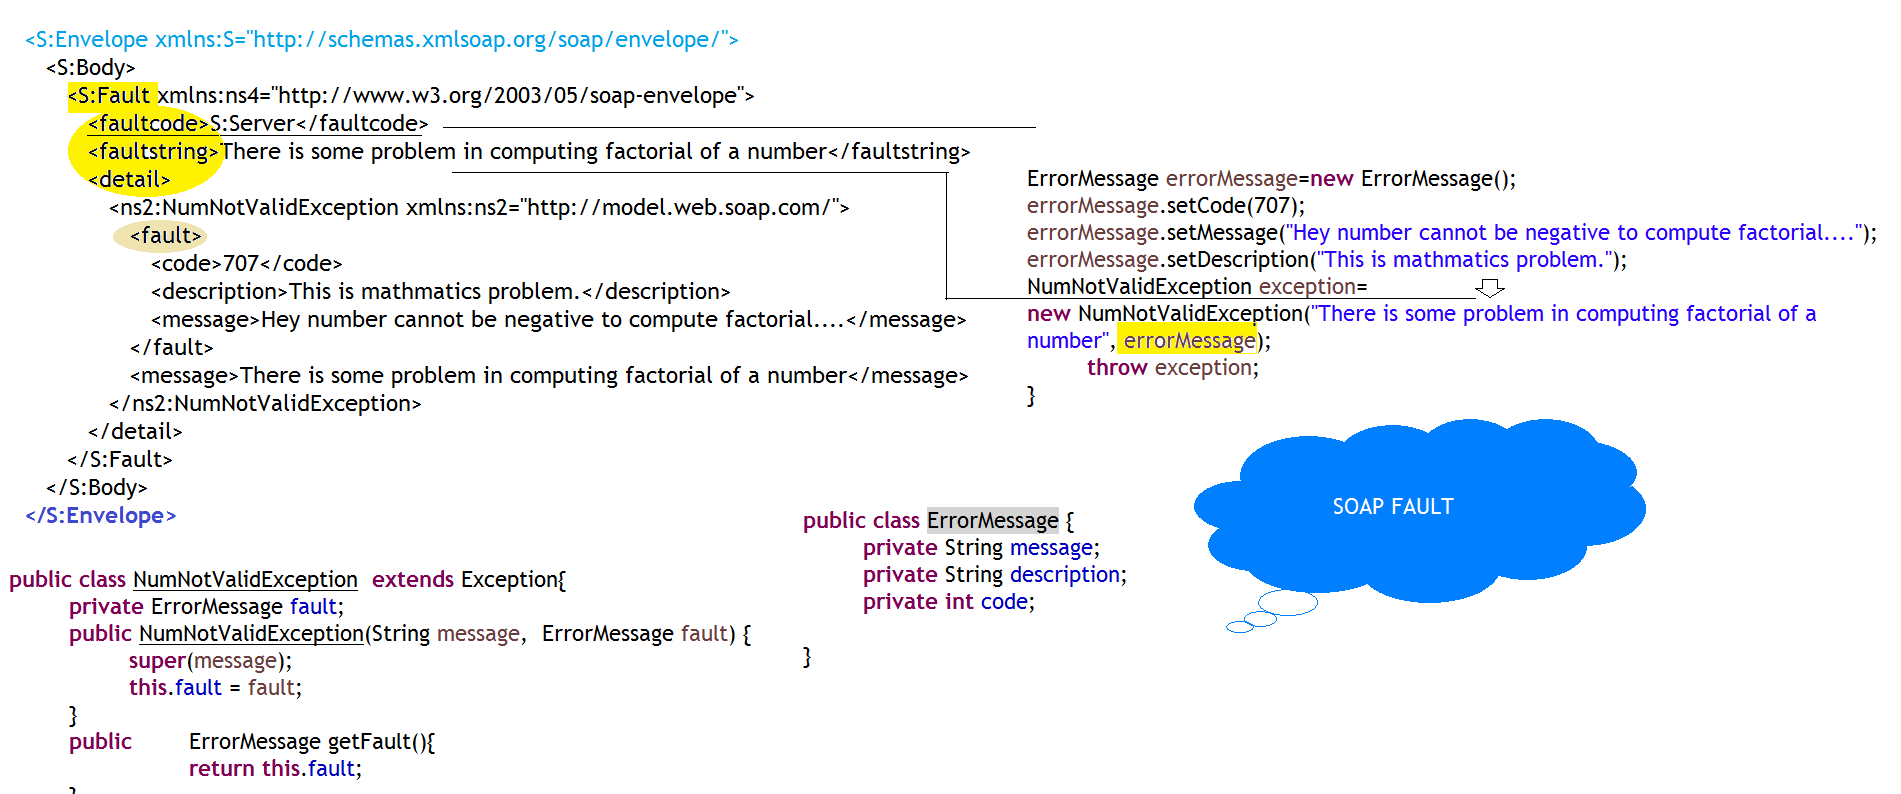 <S:Envelope xmlns:S="http://schemas.xmlsoap.org/soap/envelope/">
<S:Body>
<S:Fault xmlns:ns4="http://www.w3.org/2003/05/soap-envelope">
<faultcode>S:Server</faultcode>
<faultstring>There is some problem in computing factorial of a number</faultstring>
<detail>
<ns2:NumNotValidException xmlns:ns2="http://model.web.soap.com/">
<fault>
<code>707</code>
<description>This is mathmatics problem.</description>
<message>Hey number cannot be negative to compute factorial....</message>
</fault>
<message>There is some problem in computing factorial of a number</message>
</ns2:NumNotValidException>
</detail>
</S:Fault>
</S:Body>
</S:Envelope>
ErrorMessage errorMessage=new ErrorMessage();
errorMessage.setCode(707);
errorMessage.setMessage("Hey number cannot be negative to compute factorial....");
errorMessage.setDescription("This is mathmatics problem.");
NumNotValidException exception=
new NumNotValidException("There is some problem in computing factorial of a
number", errorMessage);
throw exception;
}
SOAP FAULT
public class ErrorMessage {
private String message;
private String description;
private int code;
}
public class NumNotValidException extends Exception{
private ErrorMessage fault;
public NumNotValidException(String message, ErrorMessage fault) {
super(message);
this.fault = fault;
}
public ErrorMessage getFault(){
return this.fault;
}